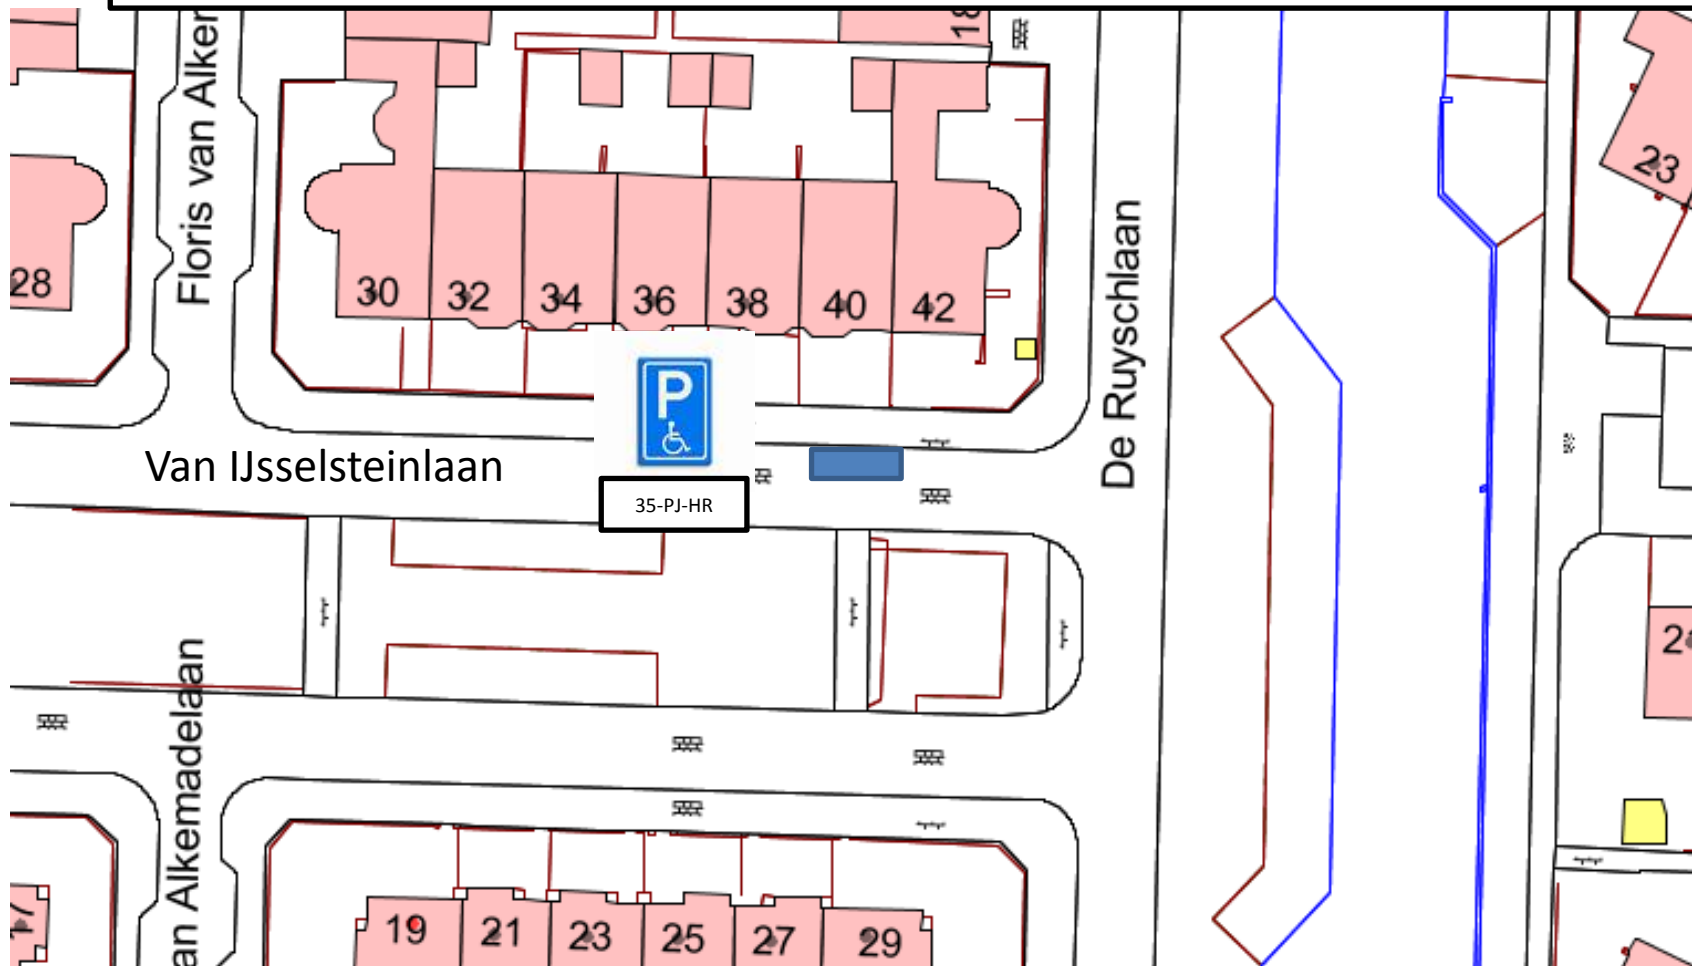 Floris van Alker
18
28
30
32
34
36
38
40
42
23
De Ruyschlaan
P
Van IJsselsteinlaan
35-PJ-HR
an Alkemadelaan
19
21
23
25
27
29